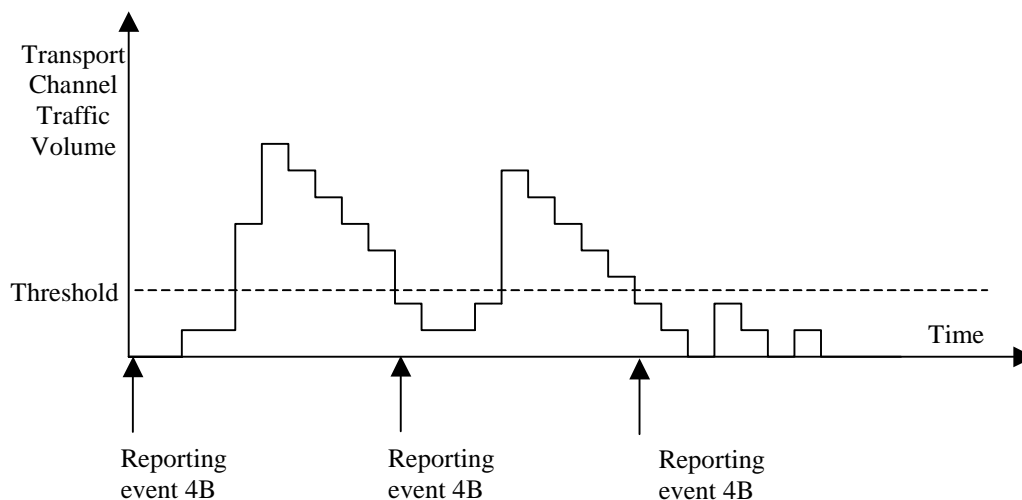 Transport
Channel
Traffic
Volume
Threshold
Time
Reporting
event 4B
Reporting
event 4B
Reporting
event 4B